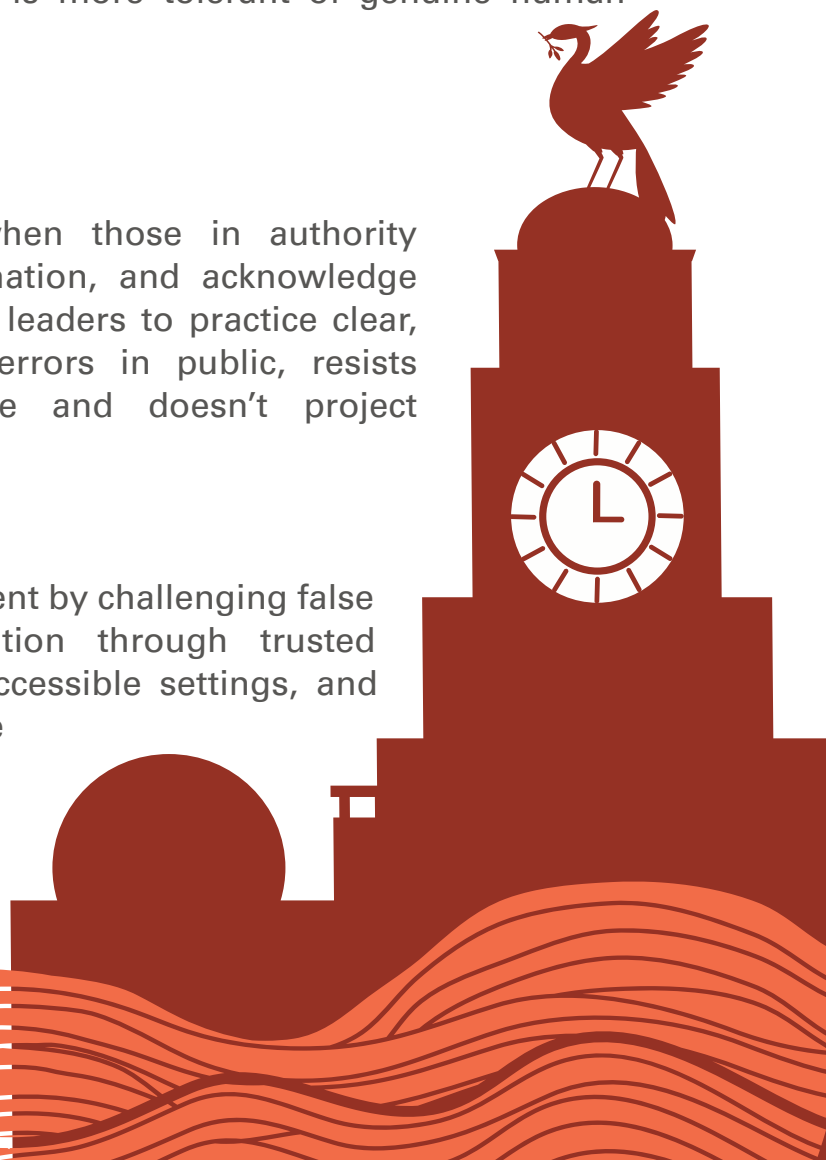 is more tolerant of genuine human
when those in authority
nation, and acknowledge
leaders to practice clear,
errors in public, resists
e and doesn't project
ent by challenging false
tion through trusted
ccessible settings, and
e